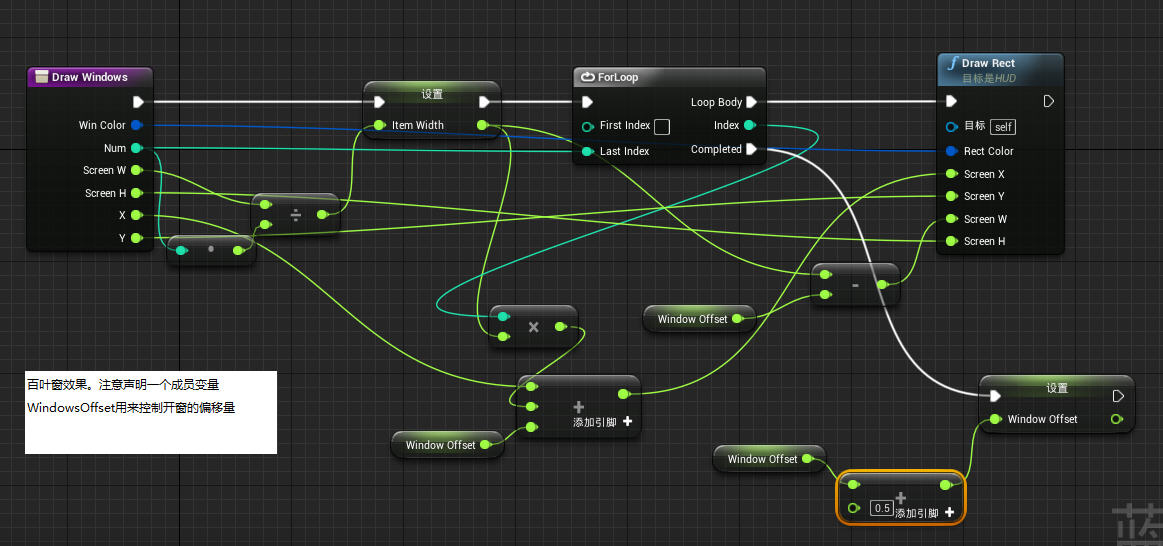 Draw Windows
Win Color
Num
Screen W
Screen H
X
Y
÷
设置
Item Width
ForLoop
First Index
Last Index
Loop Body
Index
Completed
Draw Rect
目标是HUD
目标 self
Rect Color
Screen X
Screen Y
Screen W
Screen H
×
Window Offset
-
百叶窗效果。注意声明一个成员变量
WindowsOffset用来控制开窗的偏移量
+
添加引脚 +
Window Offset
设置
Window Offset
Window Offset
+
0.5 添加引脚 +
蓝